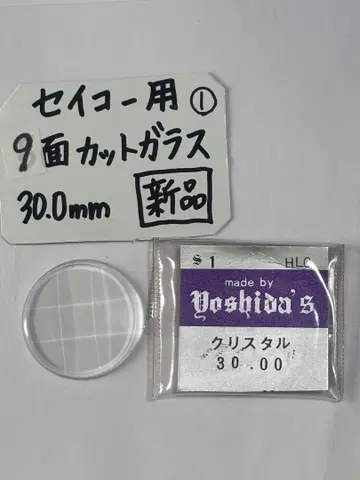 セイコー用①
9面カットガラス
30.0mm 新品
S 1 HLC
made by
Yoshida's
クリスタル
30.00